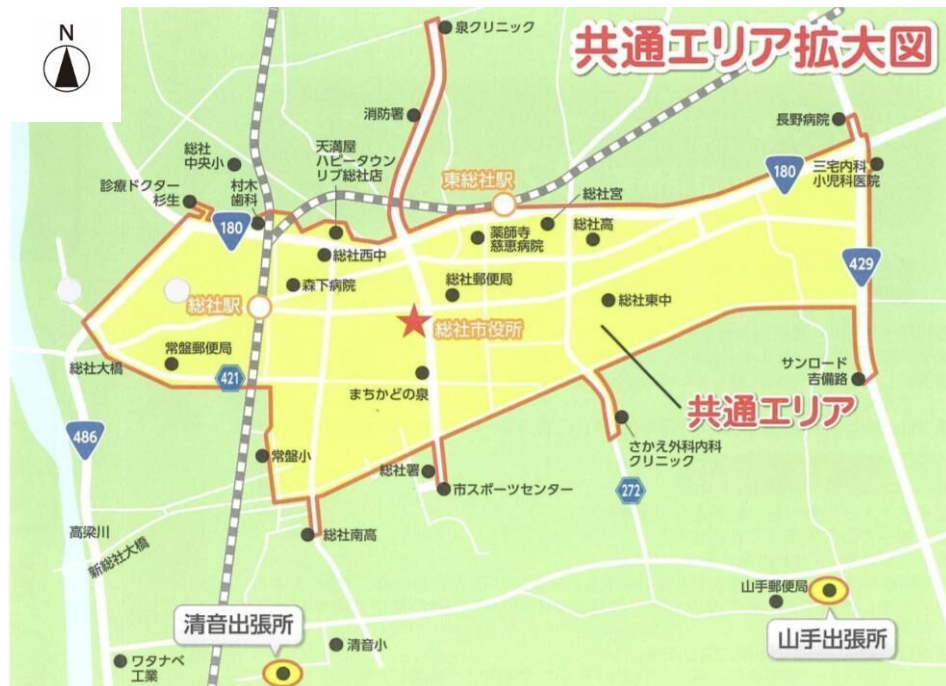 N
共通エリア拡大図
泉クリニック
消防署
長野病院
天満屋
ハピータウン
リブ総社店
総社
中央小
診療ドクター
杉生
村木
歯科
東総社駅
総社宮
180
三宅内科
小児科医院
180
総社西中
薬師寺
慈恵病院
総社高
429
森下病院
総社郵便局
総社駅
総社東中
総社市役所
常盤郵便局
総社大橋
421
まちかどの泉
サンロード
吉備路
共通エリア
486
さかえ外科内科
クリニック
常盤小
総社署
市スポーツセンター
272
総社南高
高梁川
新総社大橋
山手郵便局
清音出張所
山手出張所
清音小
ワタナベ
工業